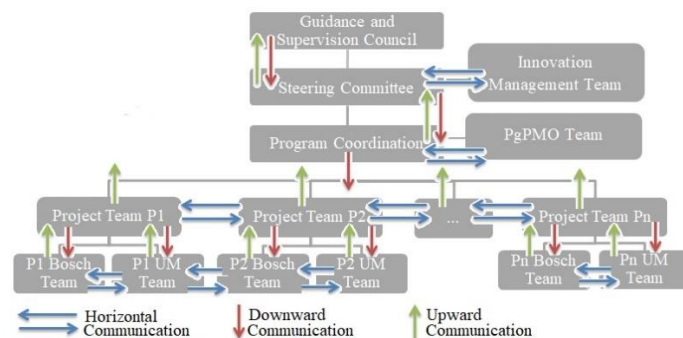 Guidance and
Supervision Council
Steering Committee
Innovation
Management Team
Program Coordination
PgPMO Team
Project Team P1
Project Team P2
...
Project Team Pn
P1 Bosch
Team
P1 UM
Team
P2 Bosch
Team
P2 UM
Team
Pn Bosch
Team
Pn UM
Team
Horizontal
Communication
Downward
Communication
Upward
Communication